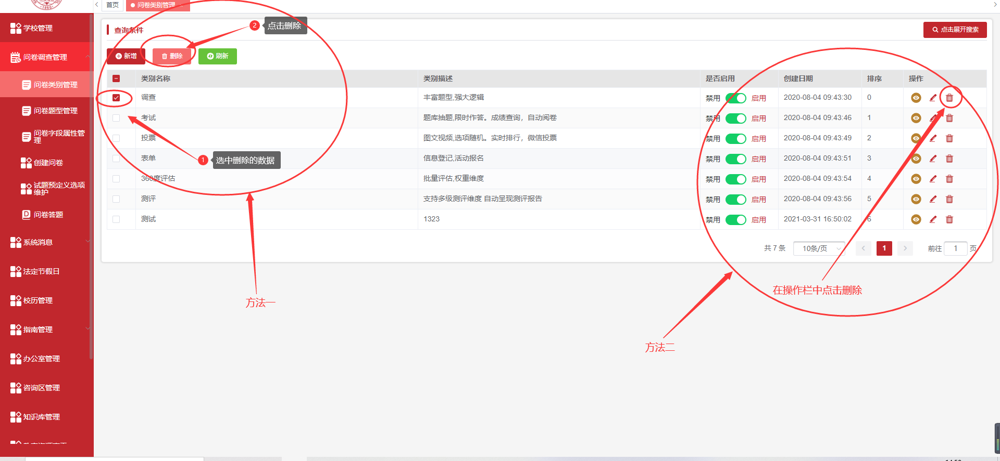 ·1980·
首页
问卷类别管理
学校管理
问卷调查管理
问卷类别管理
问卷题型管理
问卷字段属性管
理
创建问卷
试题预定义选项
维护
问卷答题
系统消息
法定节假日
校历管理
指南管理
办公室管理
咨询区管理
知识库管理
查询条件
点击展开搜索
2 点击删除
新增
删除
刷新
类别名称 类别描述 是否启用 创建日期 排序 操作
调查 丰富题型,强大逻辑 禁用 启用 2020-08-04 09:43:30 0
考试 题库抽题,限时作答。成绩查询，自动阅卷 禁用 启用 2020-08-04 09:43:46 1
投票 图文视频,选项随机。实时排行，微信投票 禁用 启用 2020-08-04 09:43:49 2
表单 信息登记,活动报名 禁用 启用 2020-08-04 09:43:51 3
1 选中删除的数据
360度评估 批量评估,权重维度 禁用 启用 2020-08-04 09:43:54 4
测评 支持多级测评维度 自动呈现测评报告 禁用 启用 2020-08-04 09:43:56 5
测试 1323 禁用 启用 2021-03-31 16:50:02 6
共 7 条 10条/页 1 前往 1 页
在操作栏中点击删除
方法一
方法二